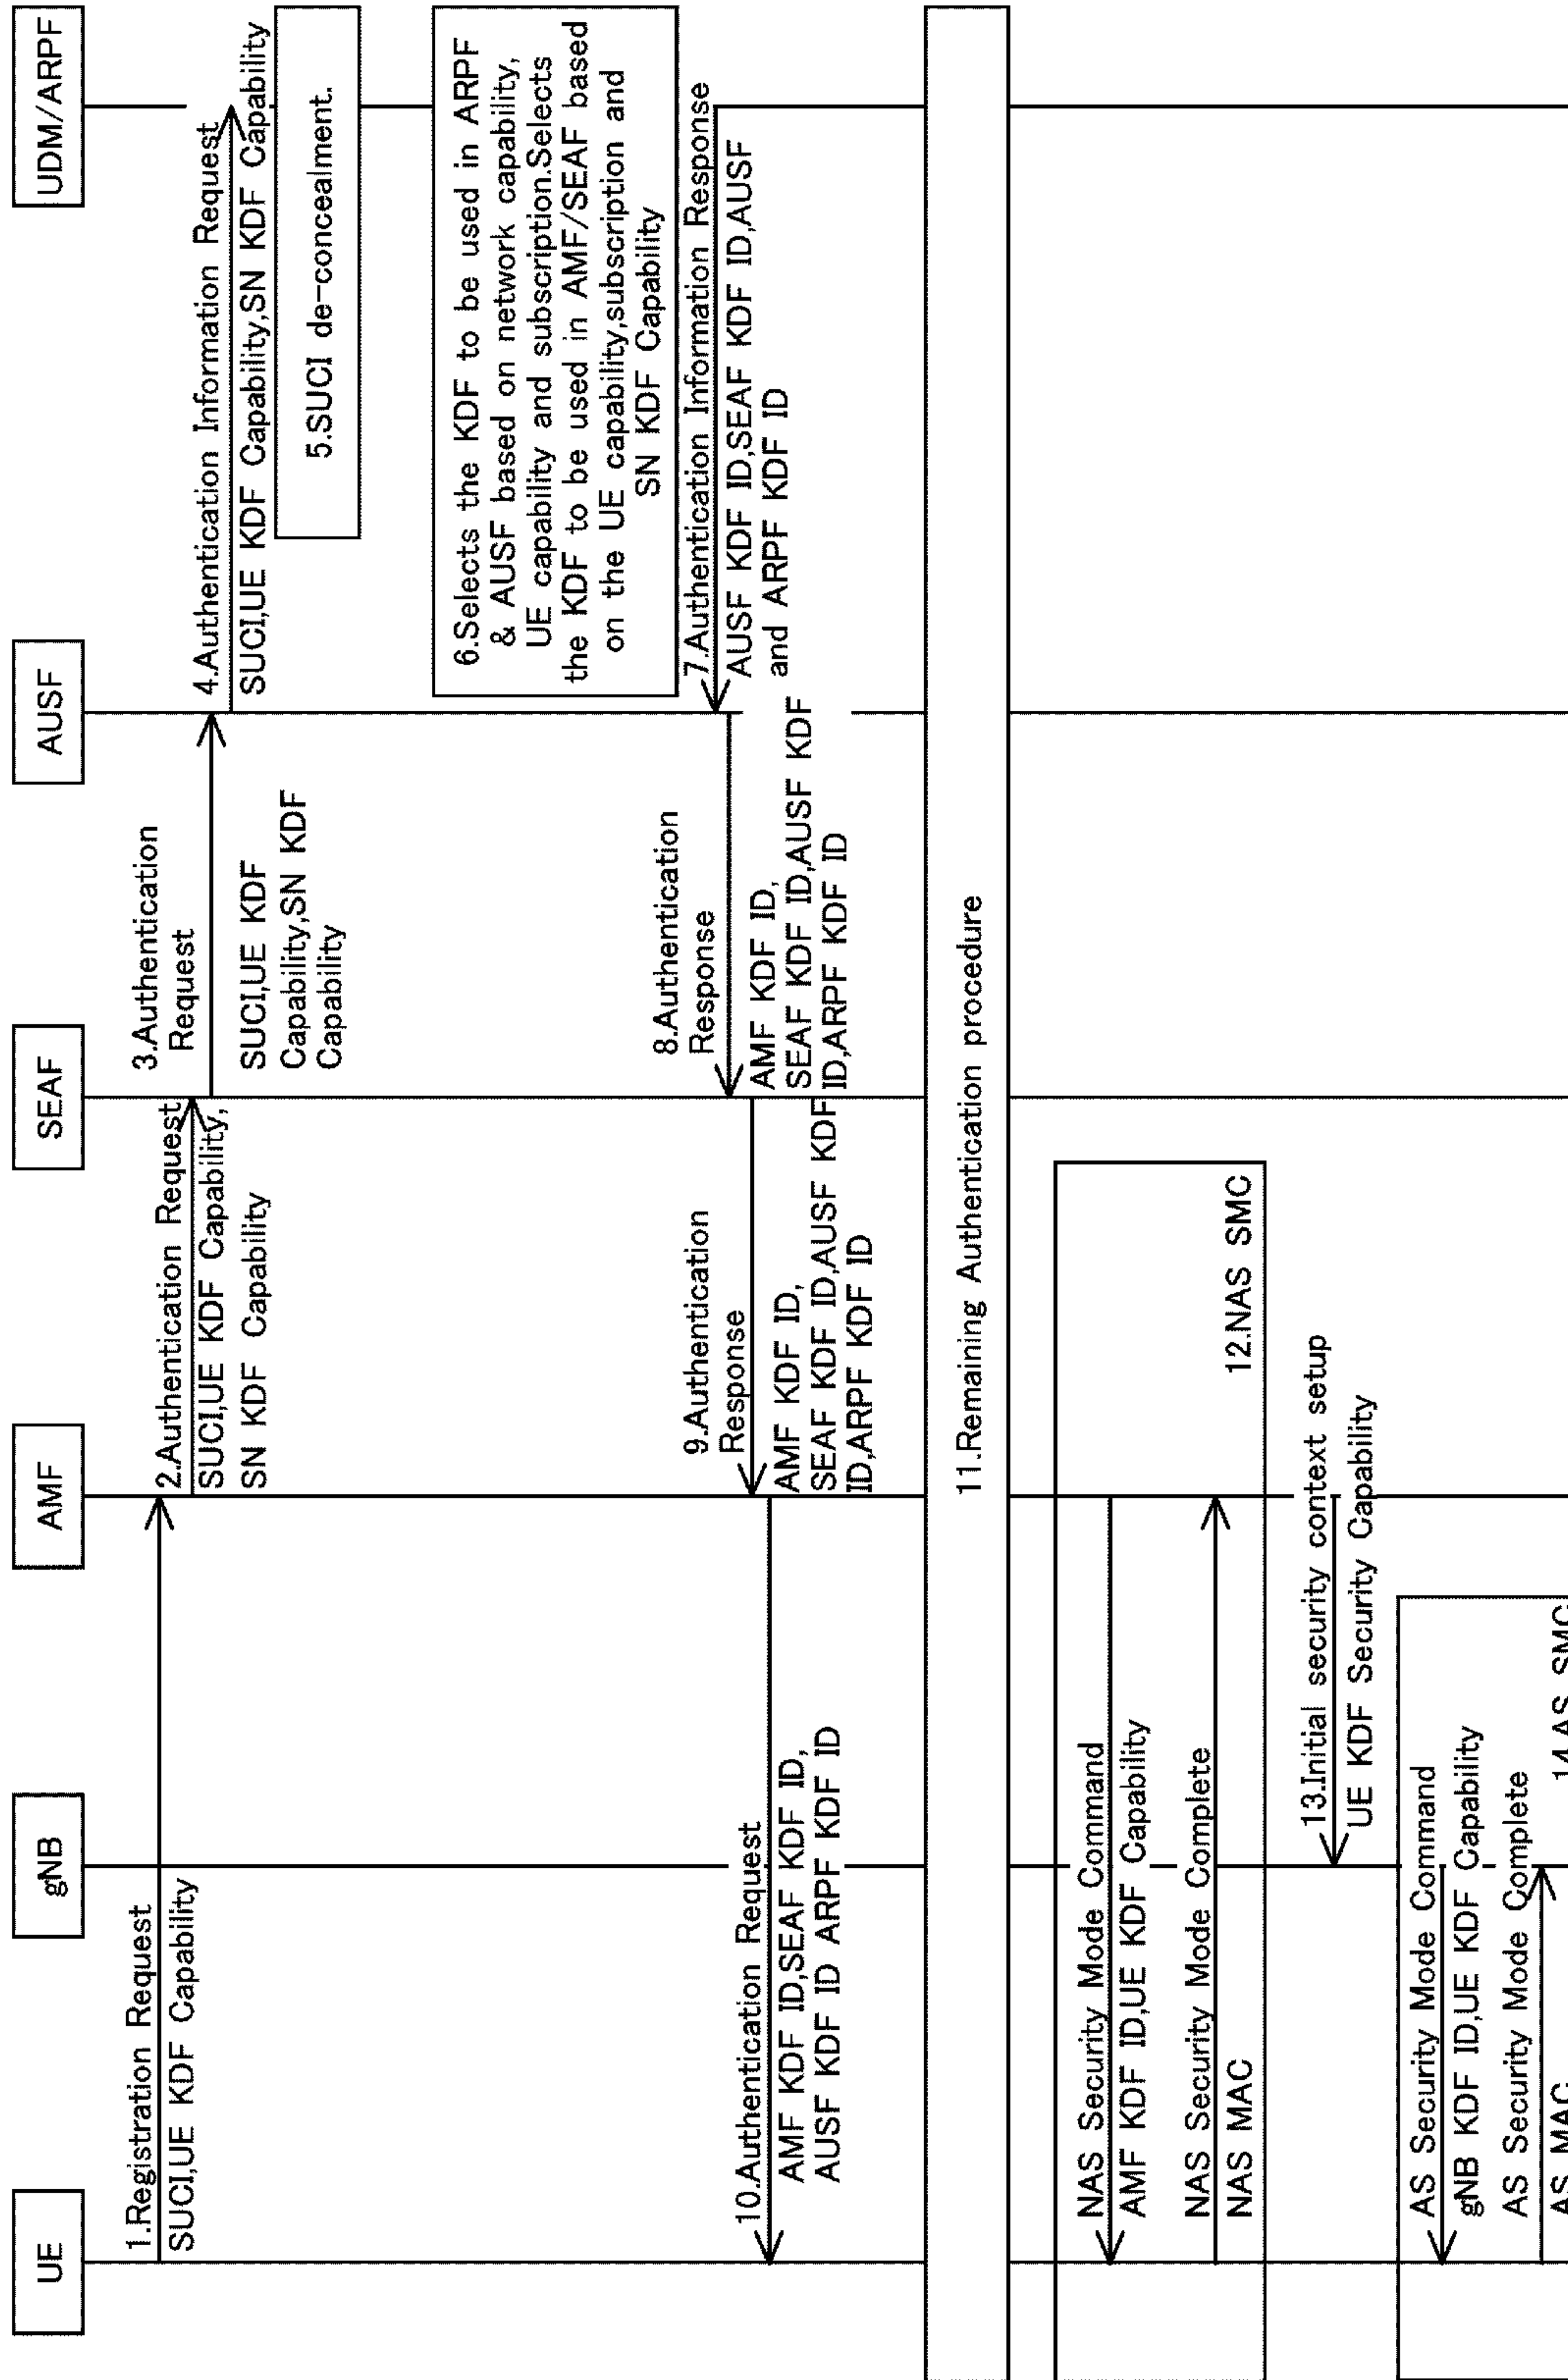 UE
gNB
AMF
SEAF
AUSF
UDM/ARPF
1.Registration Request
SUCI,UE KDF Capability
2.Authentication Request
SUCI,UE KDF Capability,
SN KDF Capability
3.Authentication
Request
SUCI,UE KDF
Capability,SN KDF
Capability
4.Authentication Information Request
SUCI,UE KDF Capability,SN KDF Capability
5.SUCI de-concealment.
6.Selects the KDF to be used in ARPF
& AUSF based on network capability,
UE capability and subscription.Selects
the KDF to be used in AMF/SEAF based
on the UE capability,subscription and
SN KDF Capability
7.Authentication Information Response
AUSF KDF ID,SEAF KDF ID,AUSF
and ARPF KDF ID
8.Authentication
Response
AMF KDF ID,
SEAF KDF ID,AUSF KDF
ID,ARPF KDF ID
9.Authentication
Response
AMF KDF ID,
SEAF KDF ID,AUSF KDF
ID,ARPF KDF ID
10.Authentication Request
AMF KDF ID,SEAF KDF ID,
AUSF KDF ID ARPF KDF ID
11.Remaining Authentication procedure
NAS Security Mode Command
AMF KDF ID,UE KDF Capability
NAS Security Mode Complete
NAS MAC
12.NAS SMC
13.Initial security context setup
UE KDF Security Capability
AS Security Mode Command
gNB KDF ID,UE KDF Capability
AS Security Mode Complete
AS MAC
14.AS SMC